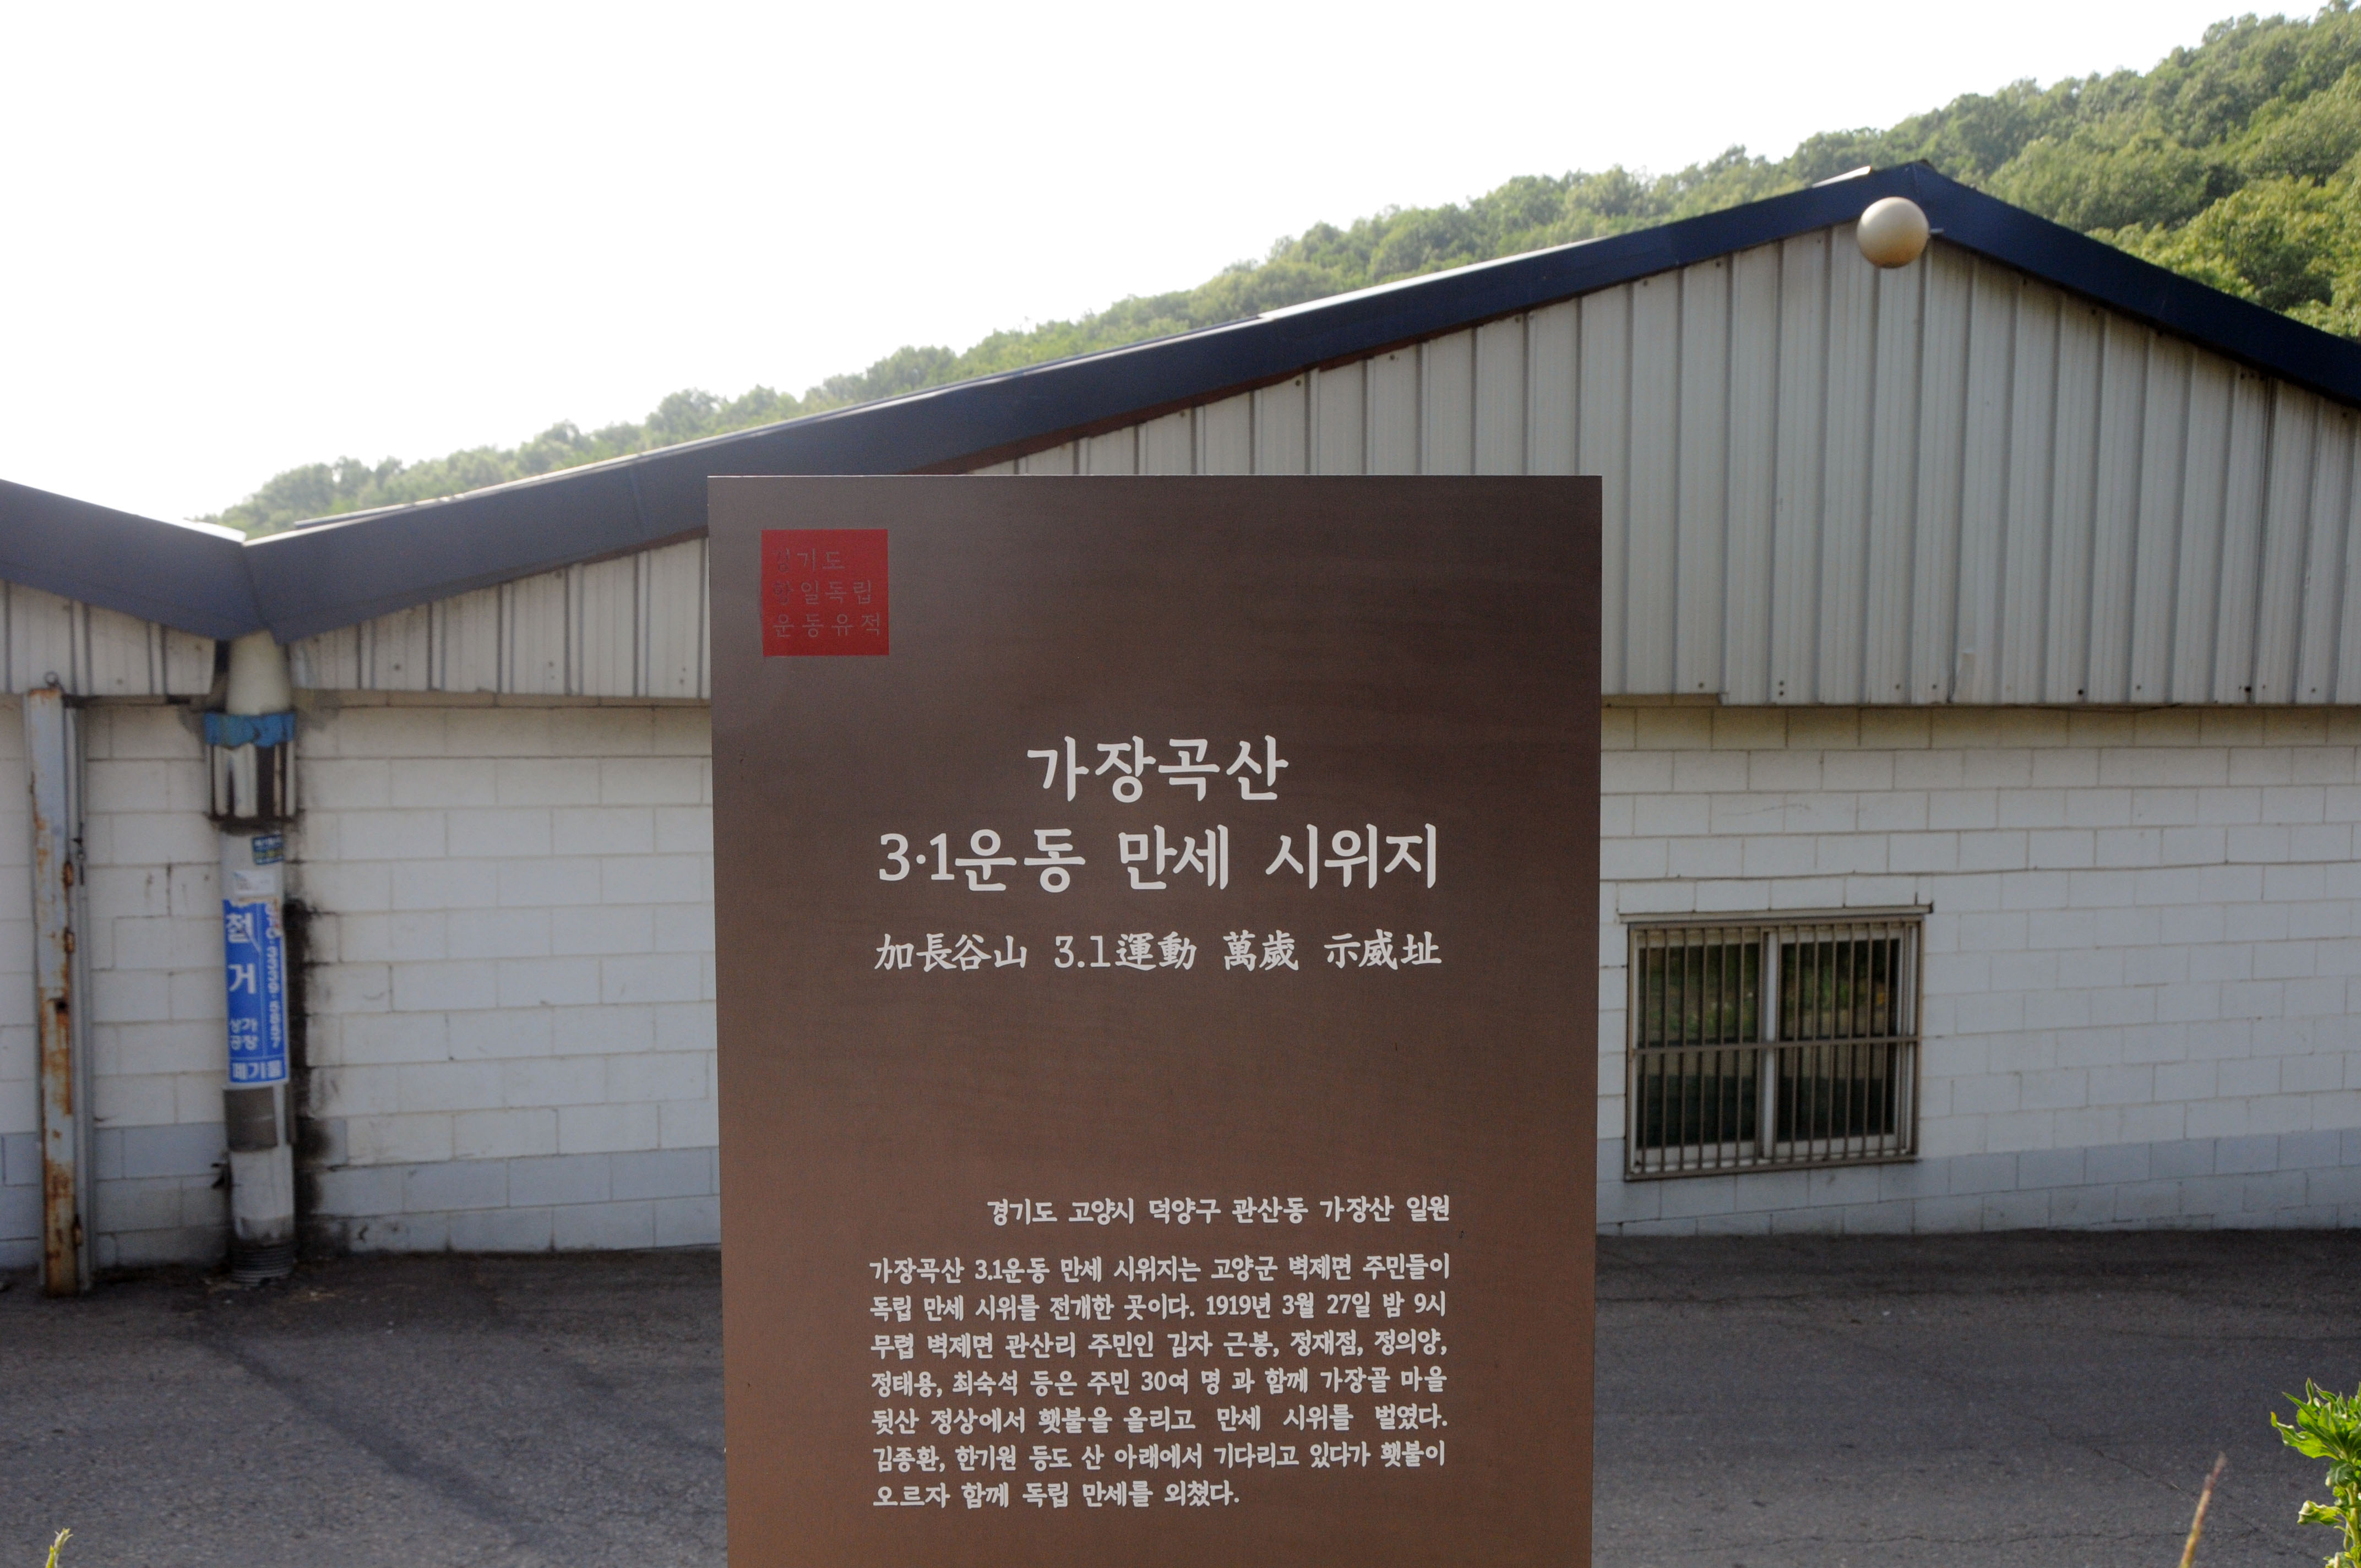 경기도
항일독립
운동유적
가장곡산
3·1운동 만세 시위지
加長谷山 3.1運動 萬歲 示威址
경기도 고양시 덕양구 관산동 가장산 일원
가장곡산 3.1운동 만세 시위지는 고양군 벽제면 주민들이
독립 만세 시위를 전개한 곳이다. 1919년 3월 27일 밤 9시
무렵 벽제면 관산리 주민인 김자 근봉, 정재점, 정의양,
정태용, 최숙석 등은 주민 30여 명 과 함께 가장골 마을
뒷산 정상에서 횃불을 올리고 만세 시위를 벌였다.
김종환, 한기원 등도 산 아래에서 기다리고 있다가 횃불이
오르자 함께 독립 만세를 외쳤다.
철거
상가
공장
폐기물